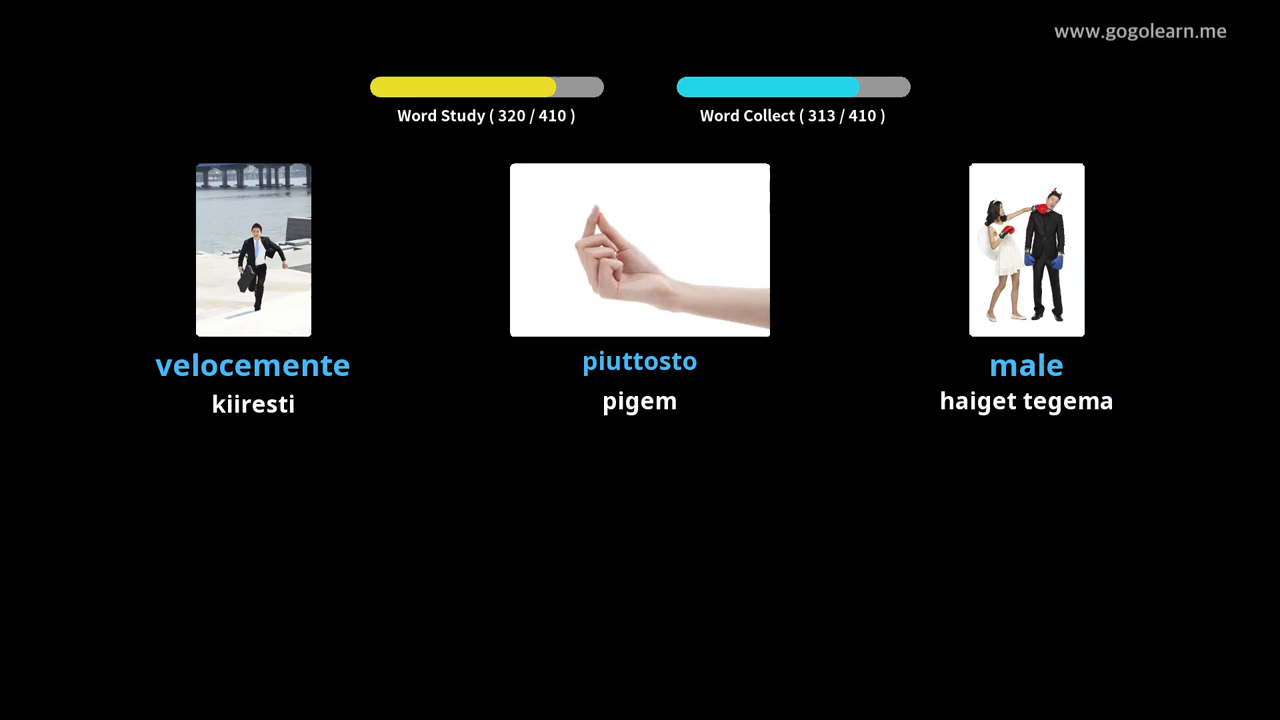 www.gogolearn.me
Word Study ( 320 / 410 )
Word Collect ( 313 / 410 )
velocemente
kiiresti
piuttosto
pigem
male
haiget tegema